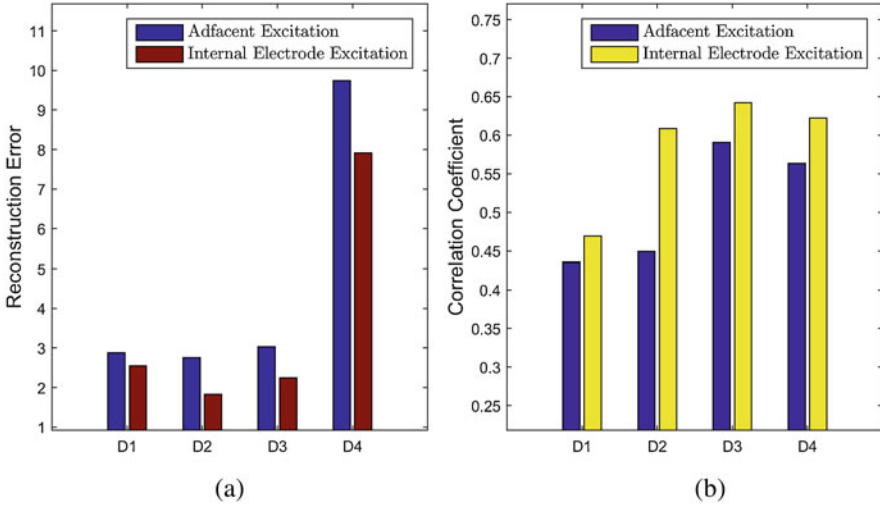 Adfacent Excitation
Internal Electrode Excitation
Reconstruction Error
11
10
9
8
7
6
5
4
3
2
1
D1 D2 D3 D4
(a)
Adfacent Excitation
Internal Electrode Excitation
Correlation Coefficient
0.75
0.7
0.65
0.6
0.55
0.5
0.45
0.4
0.35
0.3
0.25
D1 D2 D3 D4
(b)